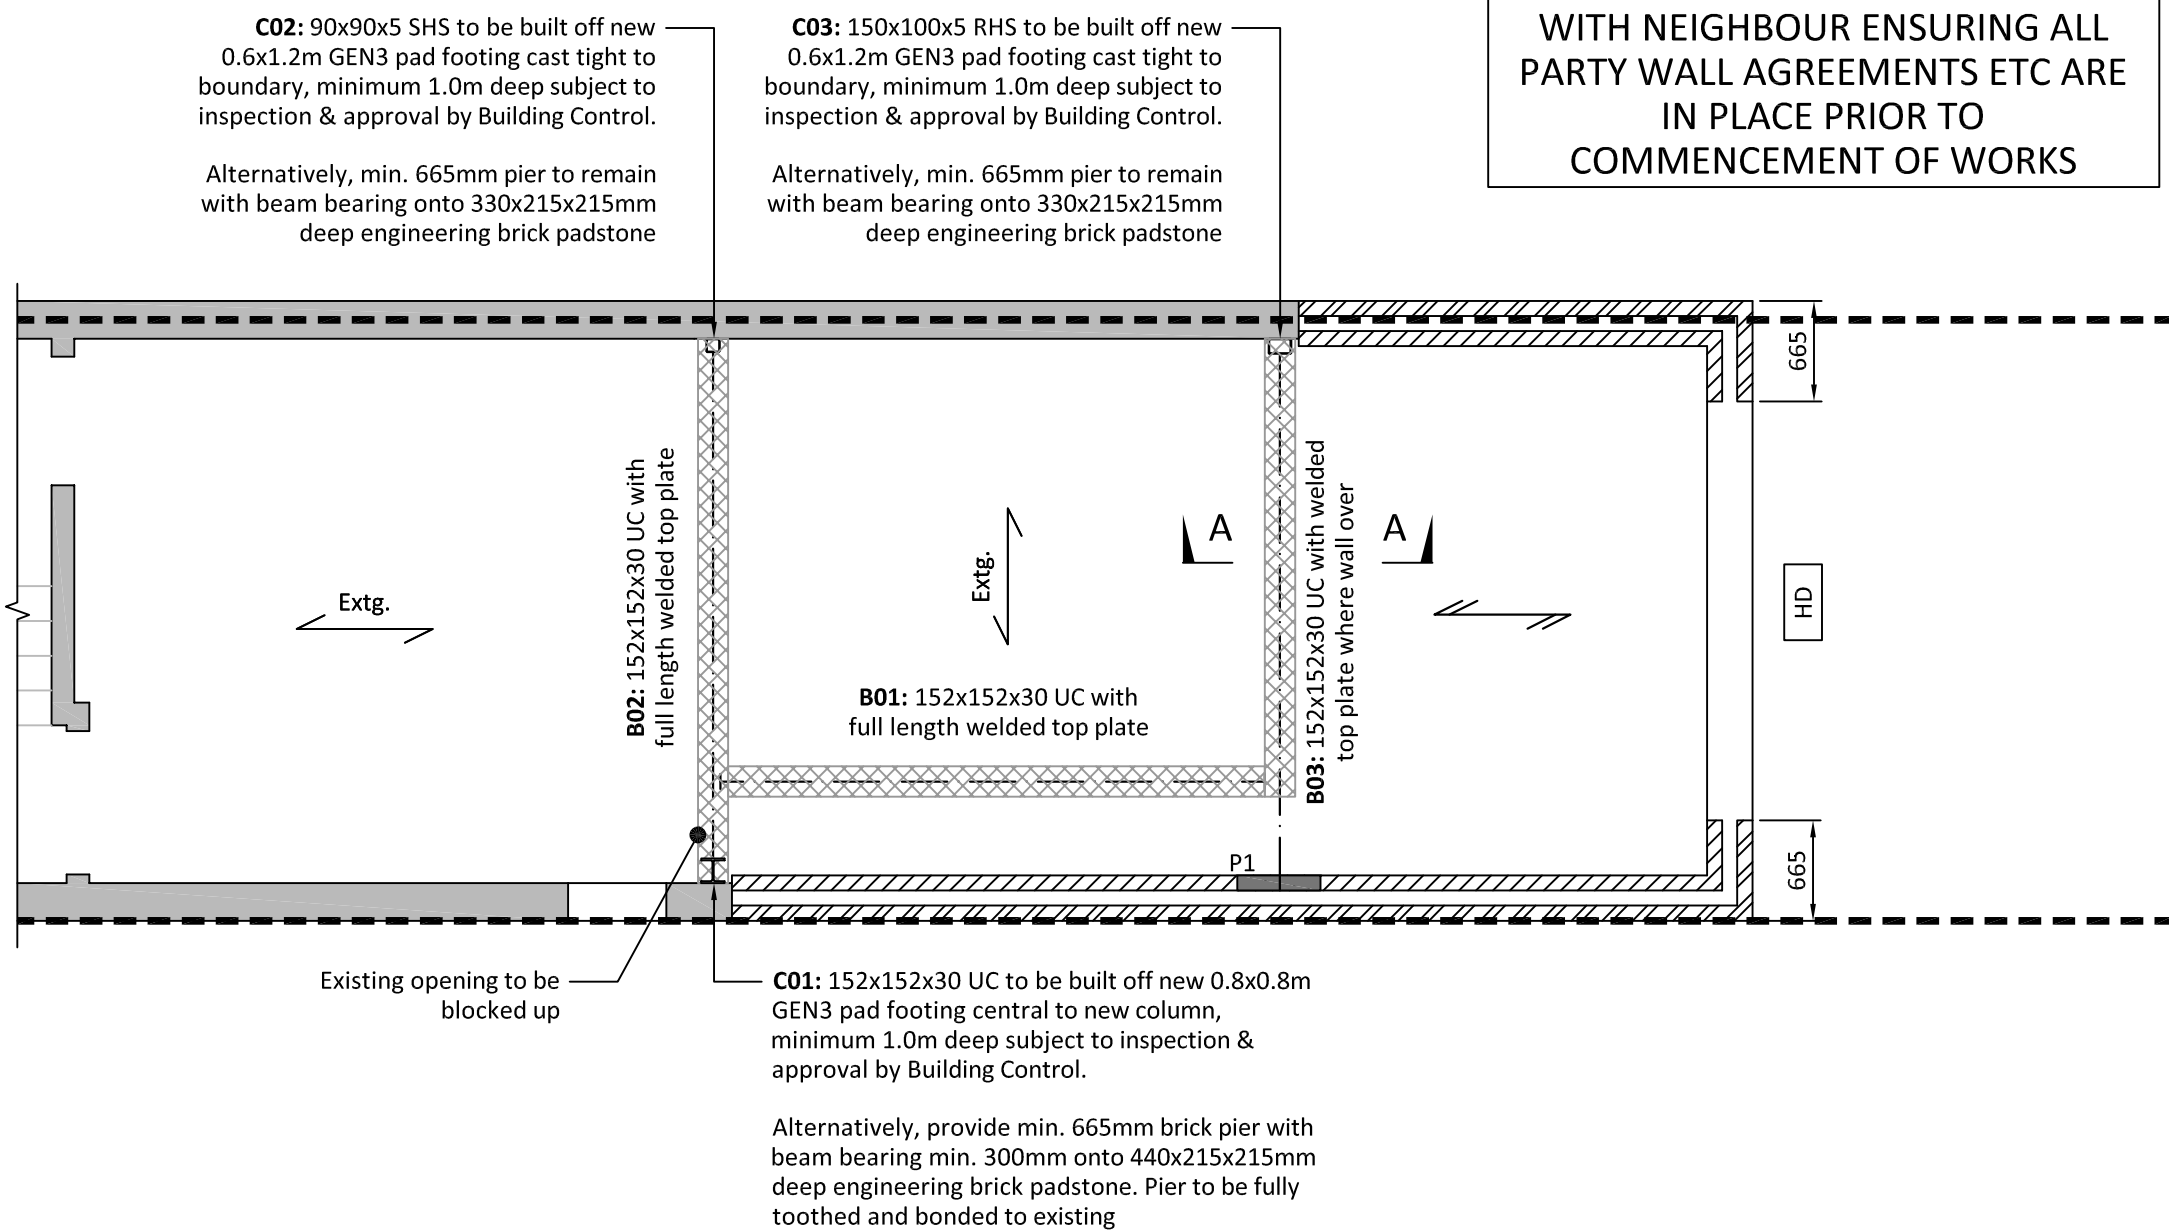 C02: 90x90x5 SHS to be built off new
0.6x1.2m GEN3 pad footing cast tight to
boundary, minimum 1.0m deep subject to
inspection & approval by Building Control.
Alternatively, min. 665mm pier to remain
with beam bearing onto 330x215x215mm
deep engineering brick padstone
C03: 150x100x5 RHS to be built off new
0.6x1.2m GEN3 pad footing cast tight to
boundary, minimum 1.0m deep subject to
inspection & approval by Building Control.
Alternatively, min. 665mm pier to remain
with beam bearing onto 330x215x215mm
deep engineering brick padstone
WITH NEIGHBOUR ENSURING ALL
PARTY WALL AGREEMENTS ETC ARE
IN PLACE PRIOR TO
COMMENCEMENT OF WORKS
665
B02: 152x152x30 UC with
full length welded top plate
Extg.
Extg.
A
A
B03: 152x152x30 UC with welded
top plate where wall over
HD
B01: 152x152x30 UC with
full length welded top plate
P1
665
Existing opening to be
blocked up
C01: 152x152x30 UC to be built off new 0.8x0.8m
GEN3 pad footing central to new column,
minimum 1.0m deep subject to inspection &
approval by Building Control.
Alternatively, provide min. 665mm brick pier with
beam bearing min. 300mm onto 440x215x215mm
deep engineering brick padstone. Pier to be fully
toothed and bonded to existing